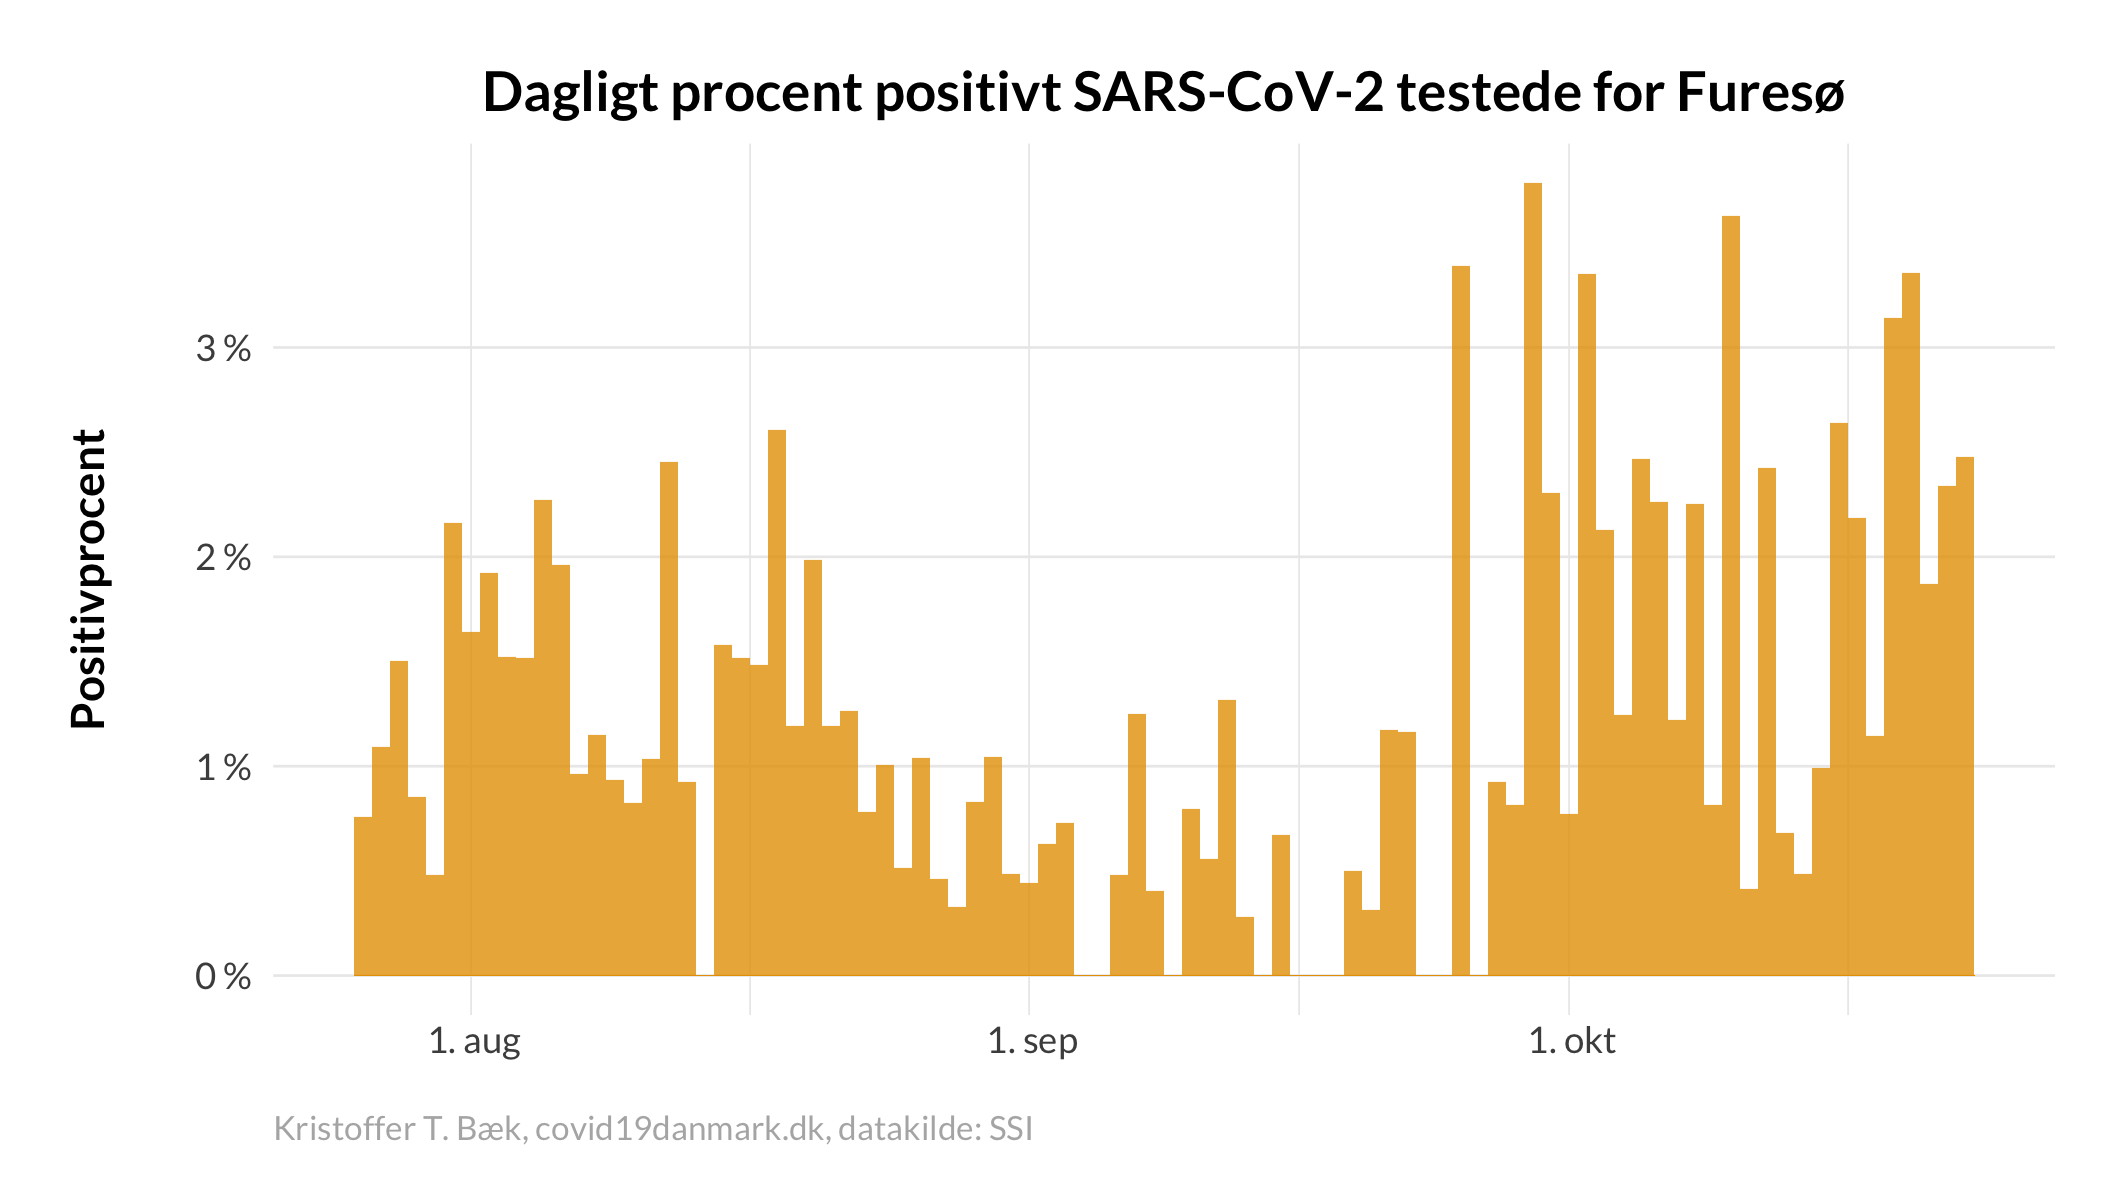 Dagligt procent positivt SARS-CoV-2 testede for Furesø
Positivprocent
3 %
2 %
1 %
0 %
1. aug
1. sep
1. okt
Kristoffer T. Bæk, covid19danmark.dk, datakilde: SSI